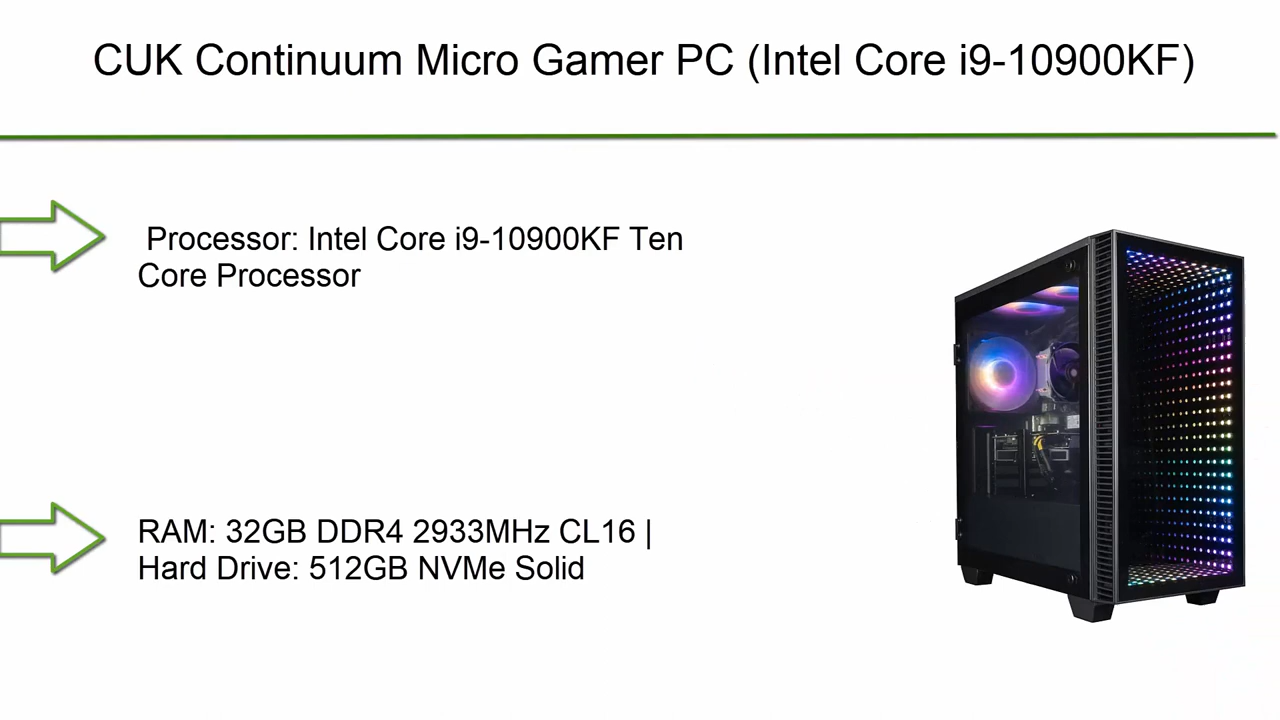 CUK Continuum Micro Gamer PC (Intel Core i9-10900KF)
Processor: Intel Core i9-10900KF Ten
Core Processor
RAM: 32GB DDR4 2933MHz CL16 |
Hard Drive: 512GB NVMe Solid